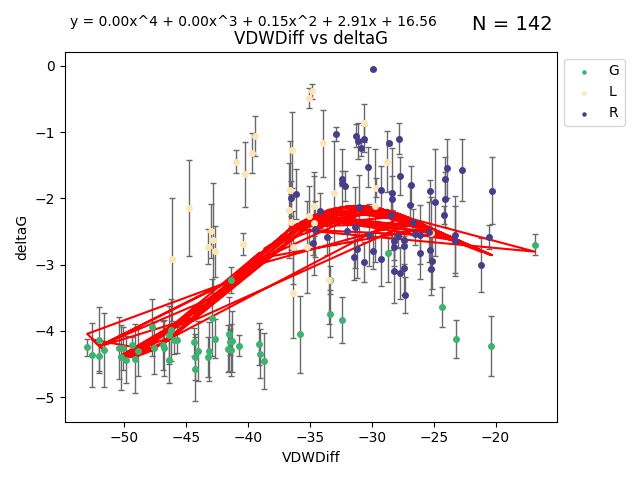 y = 0.00x^4 + 0.00x^3 + 0.15x^2 + 2.91x + 16.56
N = 142
VDWDiff vs deltaG
G
L
R
0
−1
−2
−3
−4
−5
deltaG
−50
−45
−40
−35
−30
−25
−20
VDWDiff